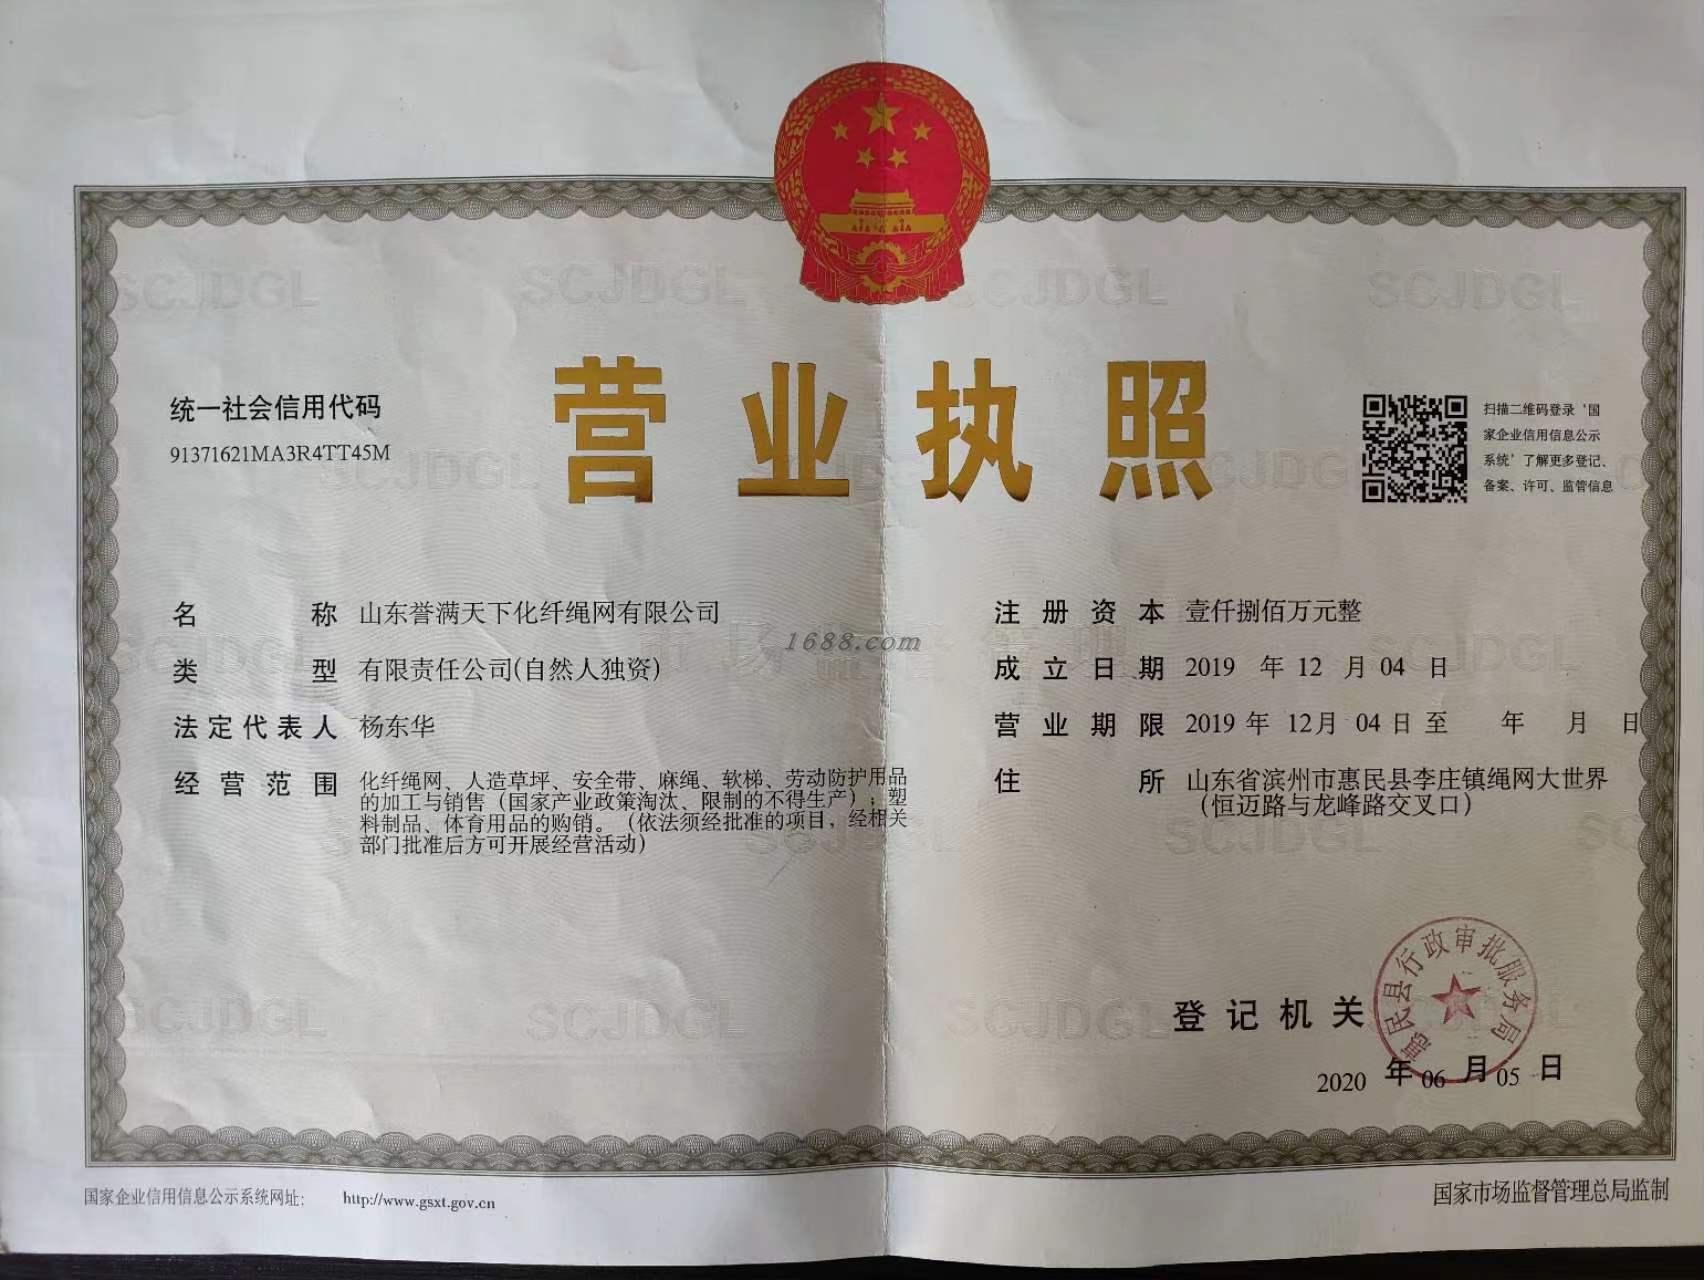 营业执照
统一社会信用代码
91371621MA3R4TT45M
扫描二维码登录‘国
家企业信用信息公示
系统’了解更多登记、
备案、许可、监管信息
名称 山东誉满天下化纤绳网有限公司
类型 有限责任公司(自然人独资)
法定代表人 杨东华
经营范围 化纤绳网、人造草坪、安全带、麻绳、软梯、劳动防护用品
的加工与销售（国家产业政策淘汰、限制的不得生产）；塑
料制品、体育用品的购销。（依法须经批准的项目，经相关
部门批准后方可开展经营活动）
注册资本 壹仟捌佰万元整
成立日期 2019 年 12 月 04 日
营业期限 2019 年 12月 04 日 至 年 月 日
住所 山东省滨州市惠民县李庄镇绳网大世界
（恒迈路与龙峰路交叉口）
1688.com
登记机关
惠民县行政审批服务局
2020 年 06 月 05 日
国家企业信用信息公示系统网址： http://www.gsxt.gov.cn
国家市场监督管理总局监制
SCJDGL